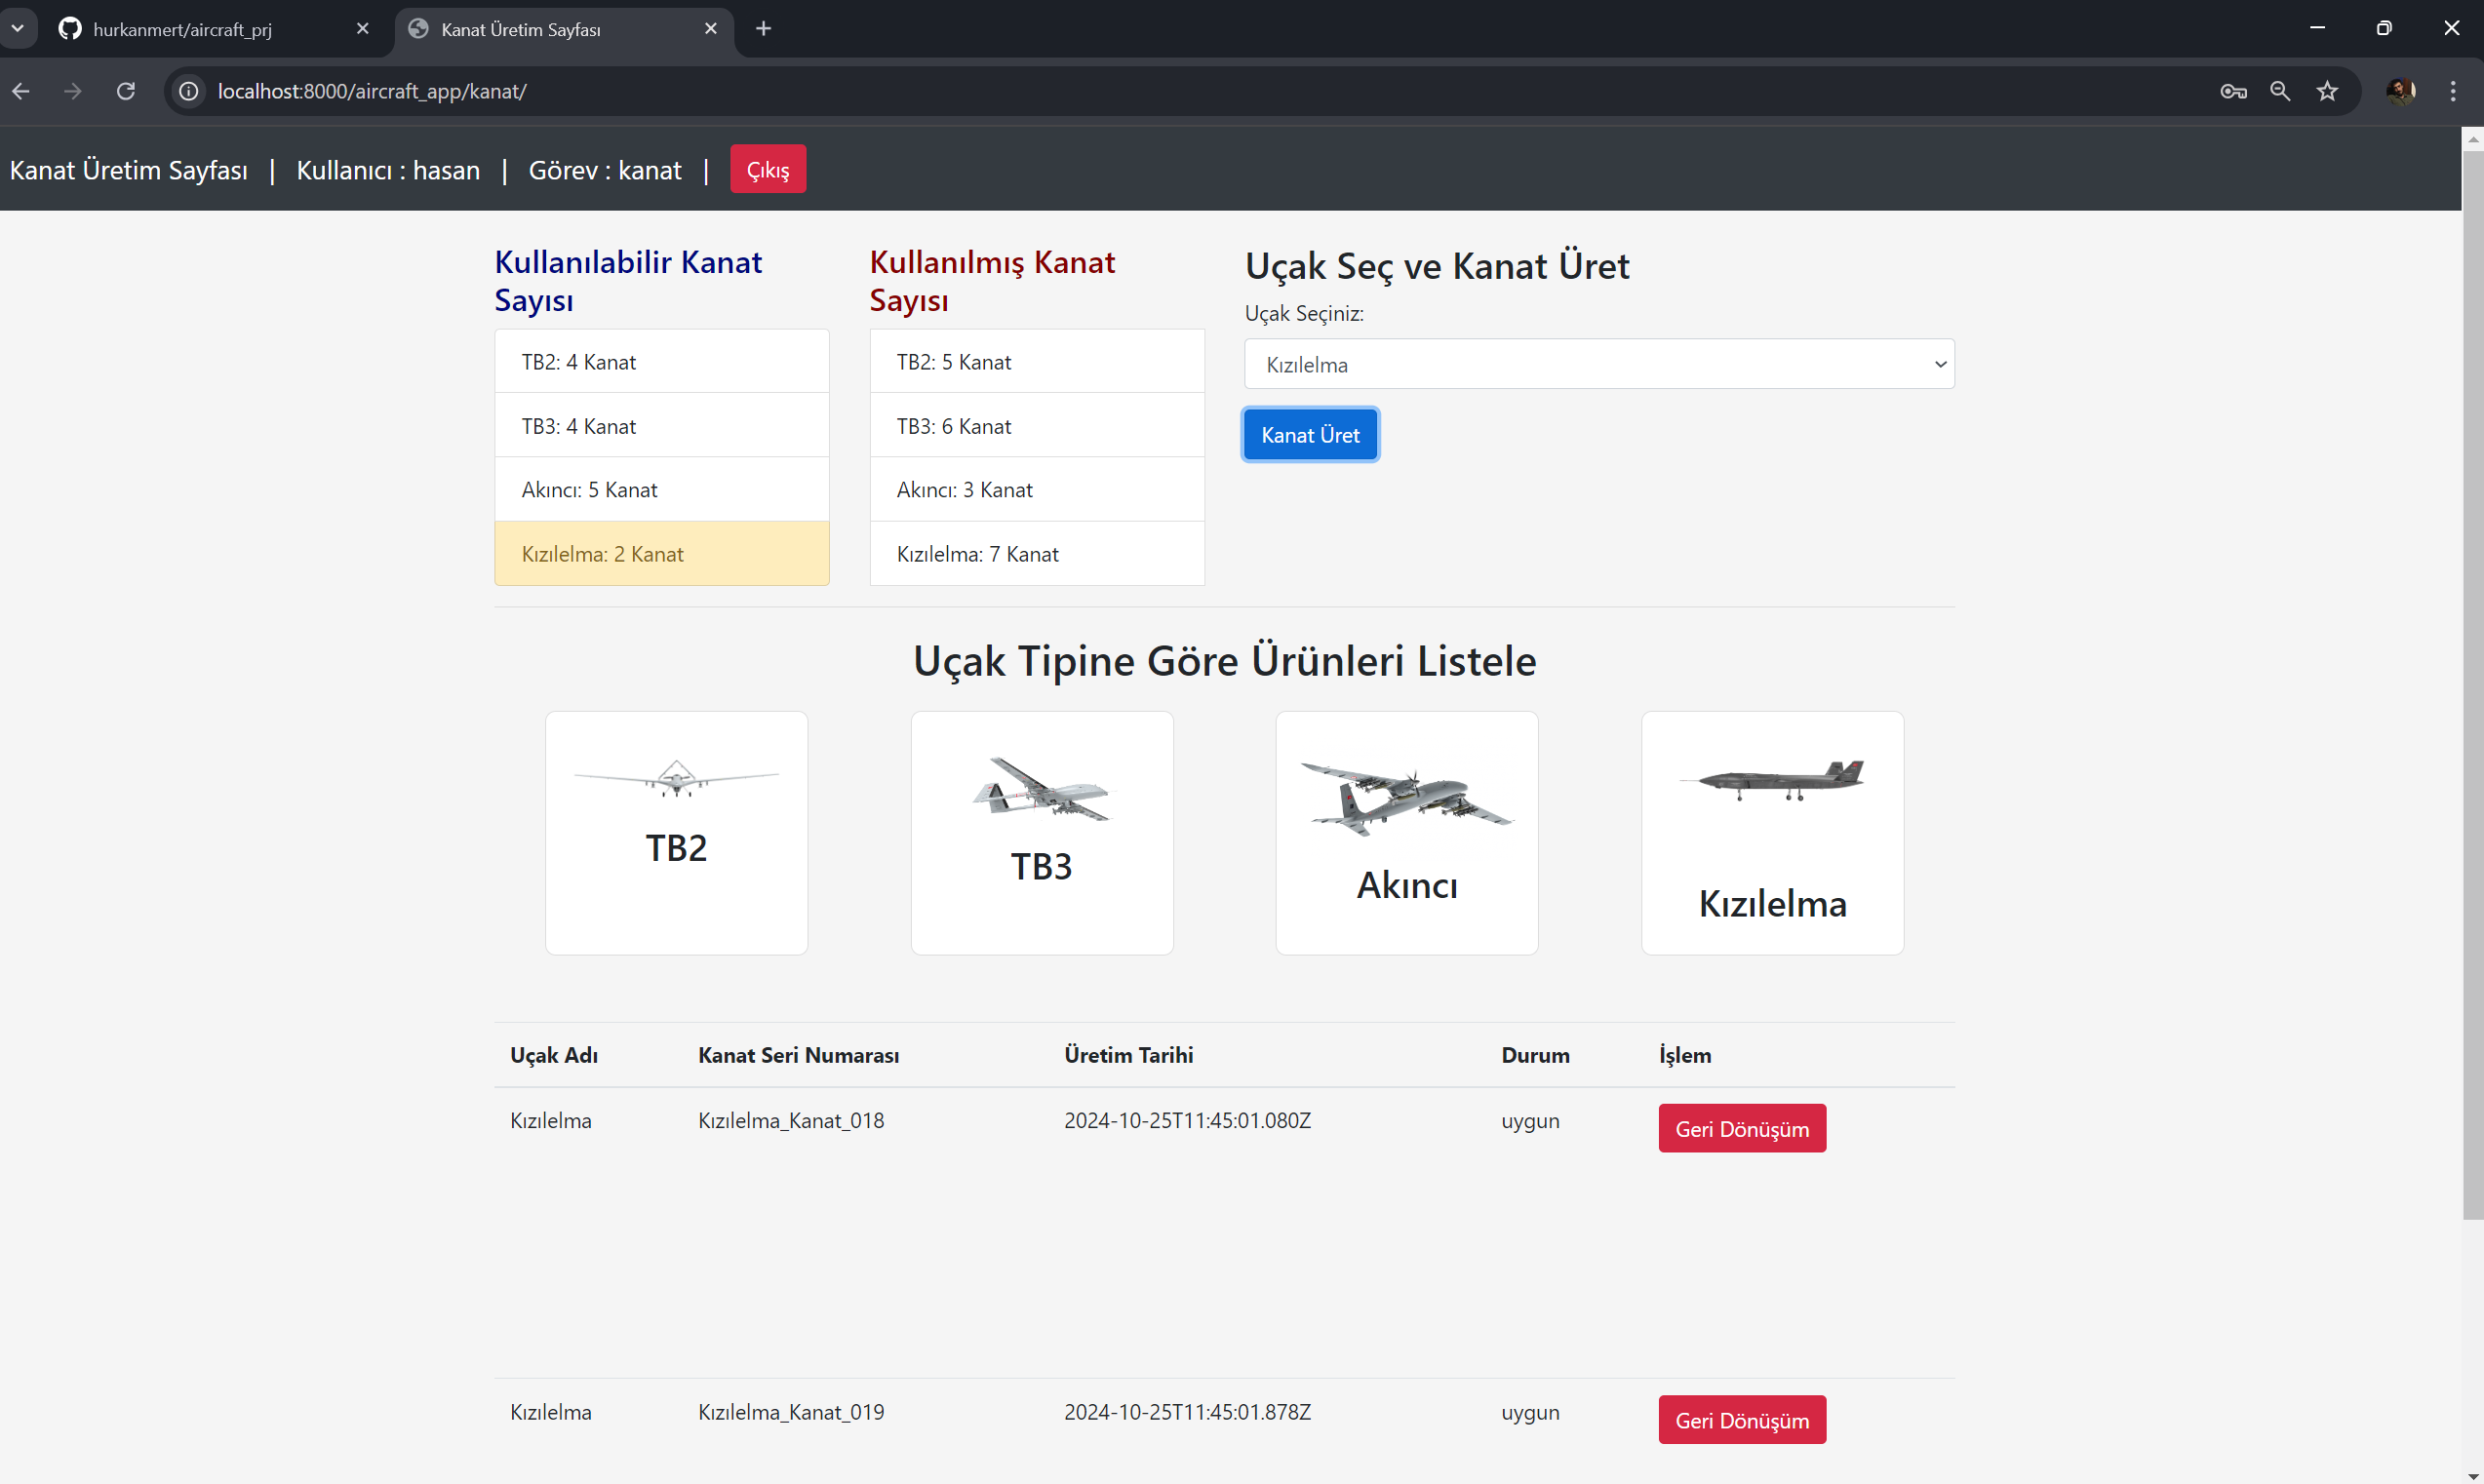 hurkanmert/aircraft_prj
Kanat Üretim Sayfası
localhost:8000/aircraft_app/kanat/
Kanat Üretim Sayfası | Kullanıcı : hasan | Görev : kanat | Çıkış
Kullanılabilir Kanat
Sayısı
TB2: 4 Kanat
TB3: 4 Kanat
Akıncı: 5 Kanat
Kızılelma: 2 Kanat
Kullanılmış Kanat
Sayısı
TB2: 5 Kanat
TB3: 6 Kanat
Akıncı: 3 Kanat
Kızılelma: 7 Kanat
Uçak Seç ve Kanat Üret
Uçak Seçiniz:
Kızılelma
Kanat Üret
Uçak Tipine Göre Ürünleri Listele
TB2
TB3
Akıncı
Kızılelma
Uçak Adı Kanat Seri Numarası Üretim Tarihi Durum İşlem
Kızılelma Kızılelma_Kanat_018 2024-10-25T11:45:01.080Z uygun Geri Dönüşüm
Kızılelma Kızılelma_Kanat_019 2024-10-25T11:45:01.878Z uygun Geri Dönüşüm